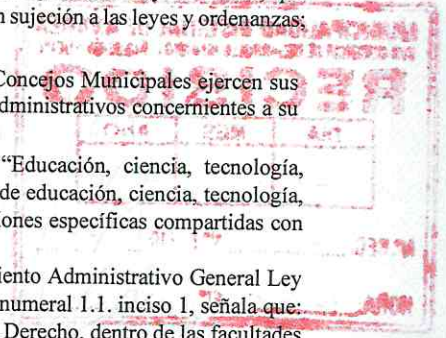 n sujeción a las leyes y ordenanzas;
Concejos Municipales ejercen sus
dministrativos concernientes a su
“Educación, ciencia, tecnología,
de educación, ciencia, tecnología,
iones específicas compartidas con
iento Administrativo General Ley
numeral 1.1. inciso 1, señala que:
Derecho, dentro de las facultades